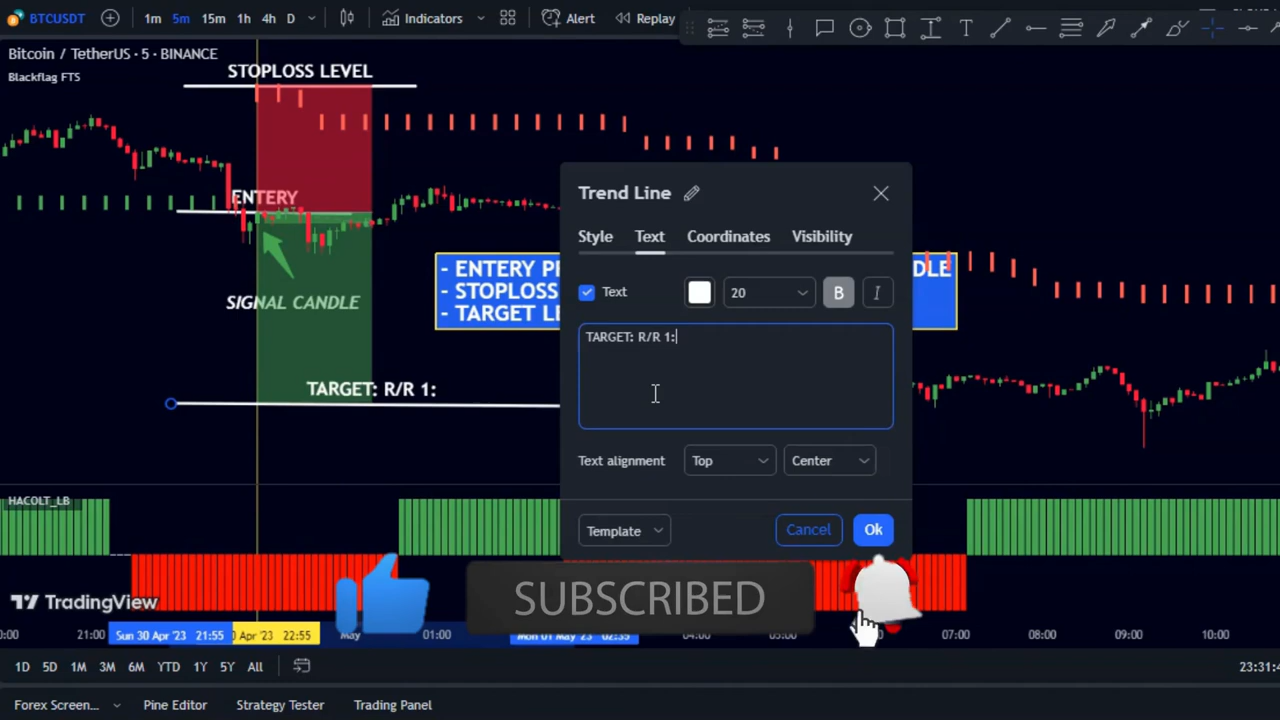 BTCUSDT 1m 5m 15m 1h 4h D Indicators Alert Replay
Bitcoin / TetherUS · 5 · BINANCE
Blackflag FTS
STOPLOSS LEVEL
ENTERY
SIGNAL CANDLE
TARGET: R/R 1:
- ENTERY P
- STOPLOSS
- TARGET L
DLE
Trend Line
Style Text Coordinates Visibility
Text 20 B I
TARGET: R/R 1:
Text alignment Top Center
Template Cancel Ok
HACOLT_LB
SUBSCRIBED
TradingView
21:00 Sun 30 Apr '23 21:55 Apr '23 22:55 May 01:00 Mon 01 May '23 04:00 07:00 08:00 09:00 10:00
1D 5D 1M 3M 6M YTD 1Y 5Y All 23:31:4
Forex Screen... Pine Editor Strategy Tester Trading Panel